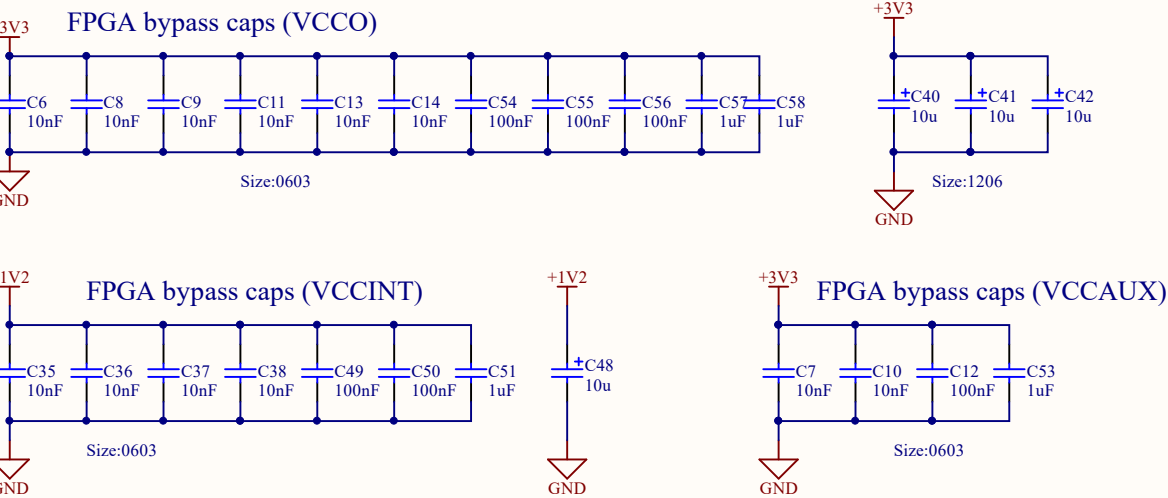 FPGA bypass caps (VCCO)
3V3
+3V3
C6
10nF
C8
10nF
C9
10nF
C11
10nF
C13
10nF
C14
10nF
C54
100nF
C55
100nF
C56
100nF
C57
1uF
C58
1uF
+C40
10u
+C41
10u
+C42
10u
Size:0603
Size:1206
GND
GND
1V2
FPGA bypass caps (VCCINT)
+1V2
+3V3
FPGA bypass caps (VCCAUX)
C35
10nF
C36
10nF
C37
10nF
C38
10nF
C49
100nF
C50
100nF
C51
1uF
+C48
10u
C7
10nF
C10
10nF
C12
100nF
C53
1uF
Size:0603
Size:0603
GND
GND
GND